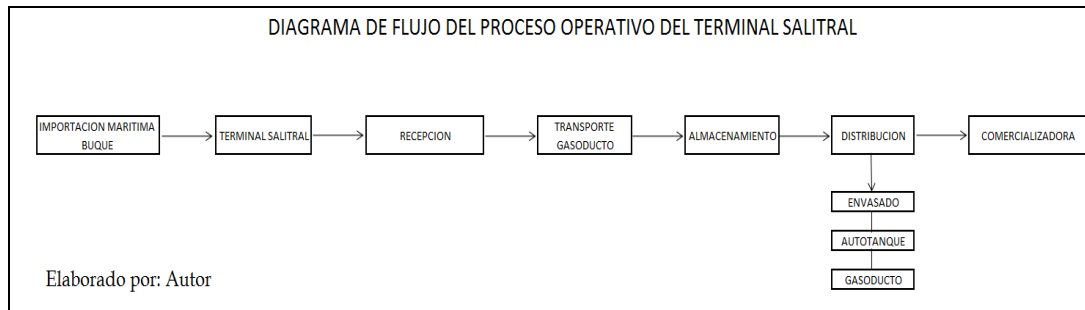 DIAGRAMA DE FLUJO DEL PROCESO OPERATIVO DEL TERMINAL SALITRAL
IMPORTACION MARITIMA
BUQUE
TERMINAL SALITRAL
RECEPCION
TRANSPORTE
GASODUCTO
ALMACENAMIENTO
DISTRIBUCION
COMERCIALIZADORA
ENVASADO
AUTOTANQUE
GASODUCTO
Elaborado por: Autor